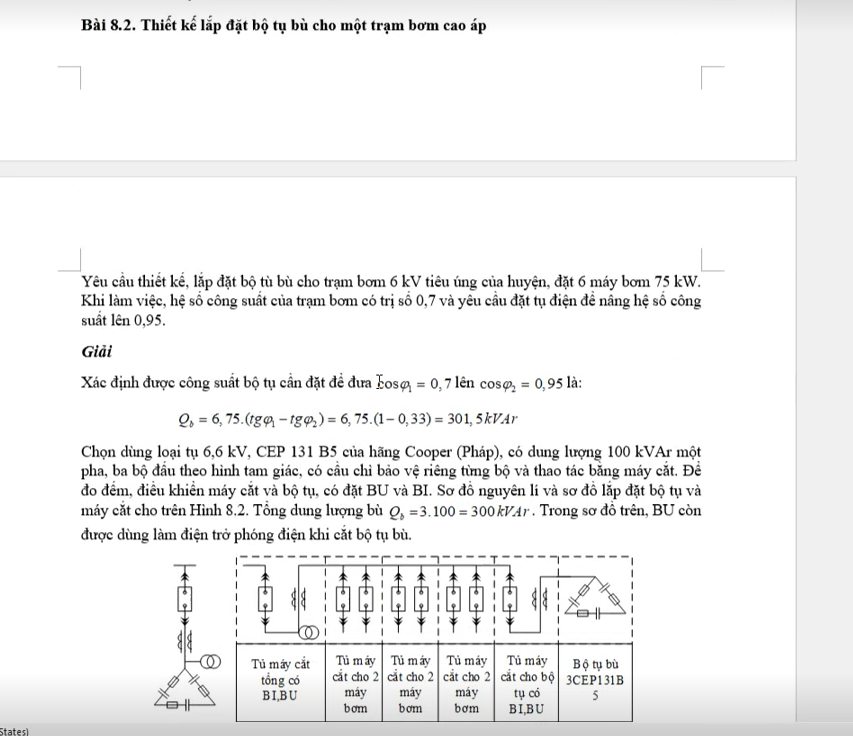 Bài 8.2. Thiết kế lắp đặt bộ tụ bù cho một trạm bơm cao áp
Yêu cầu thiết kế, lắp đặt bộ tù bù cho trạm bơm 6 kV tiêu úng của huyện, đặt 6 máy bơm 75 kW.
Khi làm việc, hệ số công suất của trạm bơm có trị số 0,7 và yêu cầu đặt tụ điện để nâng hệ số công
suất lên 0,95.
Giải
Xác định được công suất bộ tụ cần đặt để đưa cosφ₁ = 0,7 lên cosφ₂ = 0,95 là:
Q_b = 6,75.(tgφ₁ − tgφ₂) = 6,75.(1− 0,33) = 301,5kVAr
Chọn dùng loại tụ 6,6 kV, CEP 131 B5 của hãng Cooper (Pháp), có dung lượng 100 kVAr một
pha, ba bộ đấu theo hình tam giác, có cầu chì bảo vệ riêng từng bộ và thao tác bằng máy cắt. Để
đo đếm, điều khiển máy cắt và bộ tụ, có đặt BU và BI. Sơ đồ nguyên lí và sơ đồ lắp đặt bộ tụ và
máy cắt cho trên Hình 8.2. Tổng dung lượng bù Q_b =3.100 = 300kVAr. Trong sơ đồ trên, BU còn
được dùng làm điện trở phóng điện khi cắt bộ tụ bù.
Tủ máy cắt
tổng có
BI,BU
Tủ máy
cắt cho 2
máy
bơm
Tủ máy
cắt cho 2
máy
bơm
Tủ máy
cắt cho 2
máy
bơm
Tủ máy
cắt cho bộ
tụ có
BI,BU
Bộ tụ bù
3CEP131B
5
States)